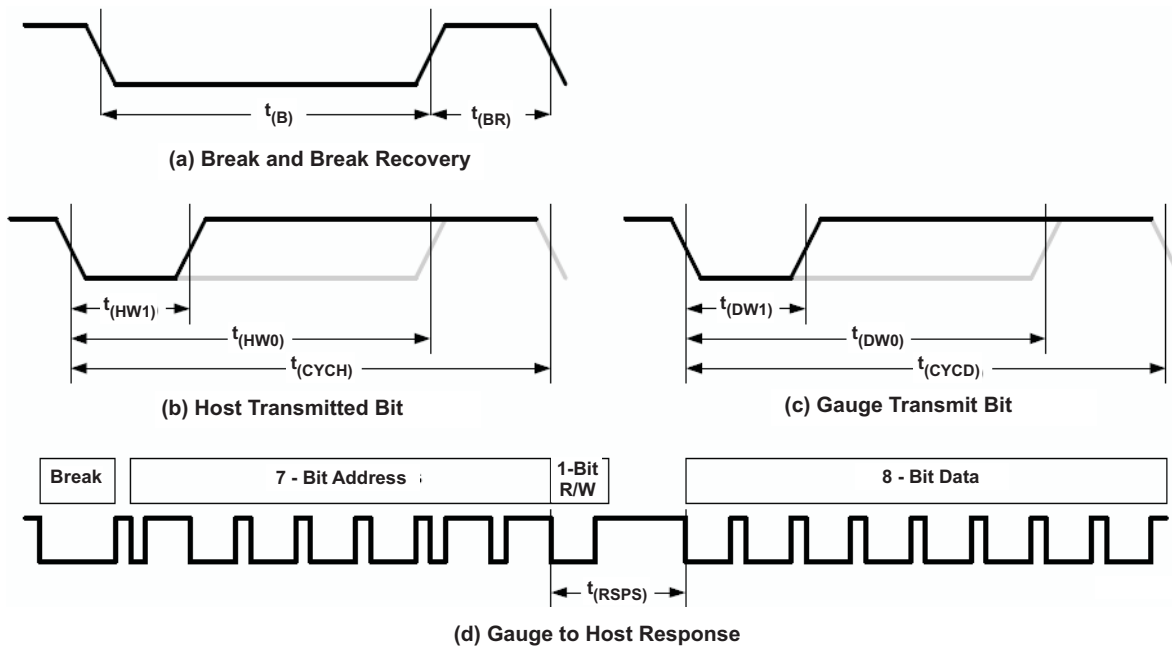 t(B)
t(BR)
(a) Break and Break Recovery
t(HW1)
t(HW0)
t(CYCH)
(b) Host Transmitted Bit
t(DW1)
t(DW0)
t(CYCD)
(c) Gauge Transmit Bit
Break
7 - Bit Address
1-Bit
R/W
8 - Bit Data
t(RSPS)
(d) Gauge to Host Response